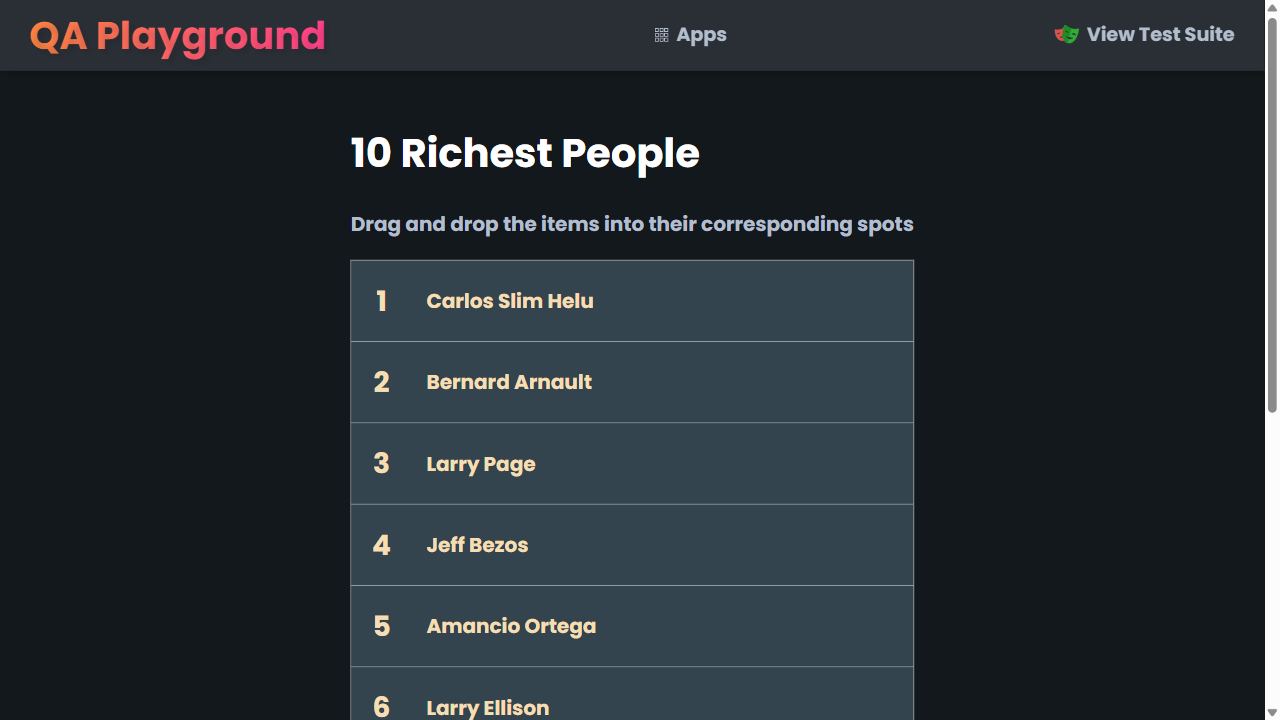 QA Playground
Apps
View Test Suite
10 Richest People
Drag and drop the items into their corresponding spots
1 Carlos Slim Helu
2 Bernard Arnault
3 Larry Page
4 Jeff Bezos
5 Amancio Ortega
6 Larry Ellison